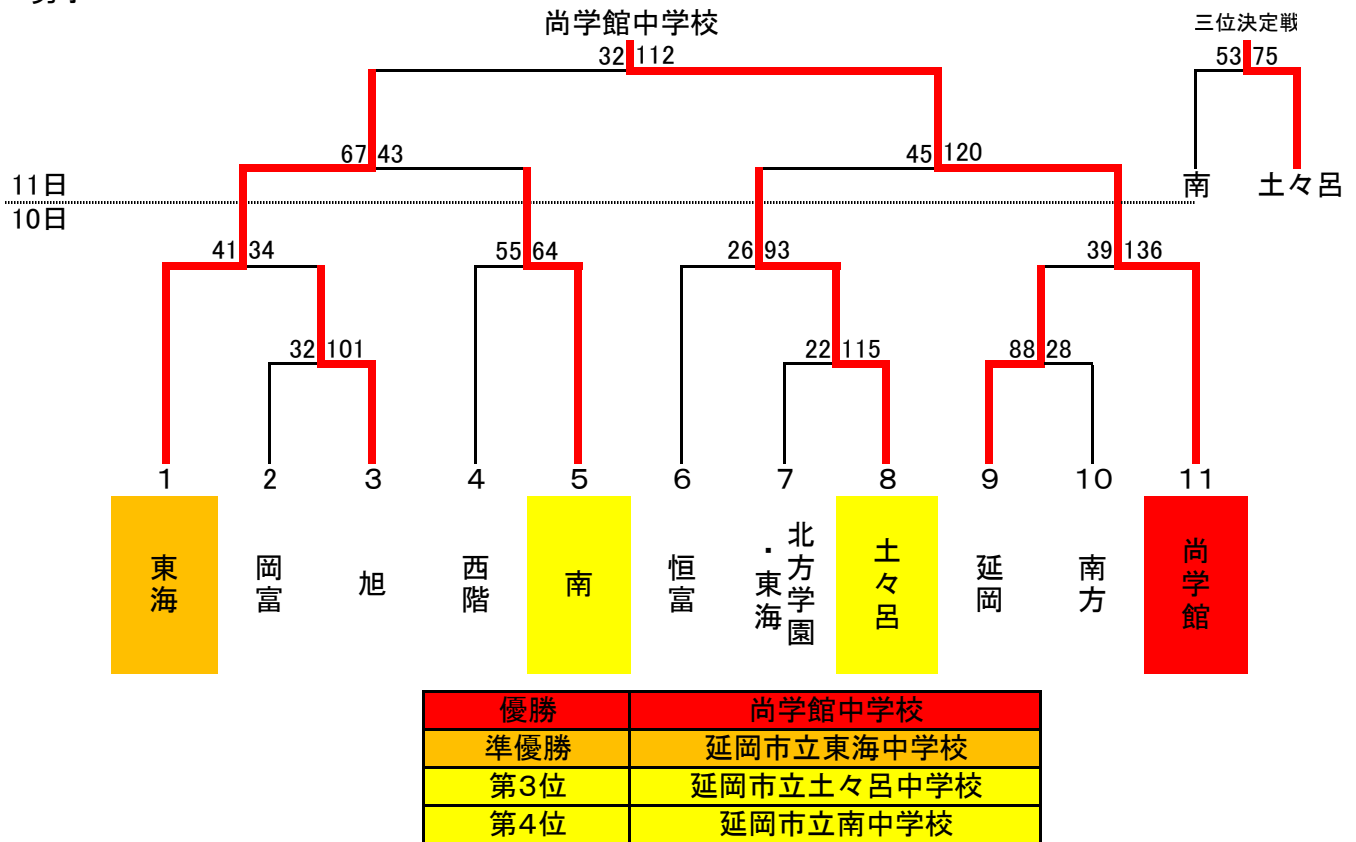 尚学館中学校
三位決定戦
32 112
53 75
67 43
45 120
南 土々呂
11日
10日
41 34
55 64
26 93
39 136
32 101
22 115
88 28
1 2 3 4 5 6 7 8 9 10 11
東海
岡富
旭
西階
南
恒富
北方学園
・東海
土々呂
延岡
南方
尚学館
優勝 尚学館中学校
準優勝 延岡市立東海中学校
第3位 延岡市立土々呂中学校
第4位 延岡市立南中学校